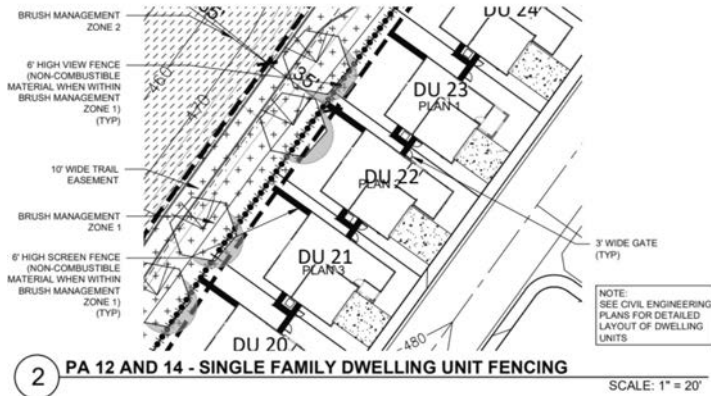 BRUSH MANAGEMENT
ZONE 2
6' HIGH VIEW FENCE
(NON-COMBUSTIBLE
MATERIAL WHEN WITHIN
BRUSH MANAGEMENT
ZONE 1)
(TYP)
10' WIDE TRAIL
EASEMENT
BRUSH MANAGEMENT
ZONE 1
6' HIGH SCREEN FENCE
(NON-COMBUSTIBLE
MATERIAL WHEN WITHIN
BRUSH MANAGEMENT
ZONE 1)
(TYP)
460
470
35'
DU 24
DU 23
PLAN 1
DU 22
PLAN 2
DU 21
PLAN 3
DU 20
480
3' WIDE GATE
(TYP)
NOTE:
SEE CIVIL ENGINEERING
PLANS FOR DETAILED
LAYOUT OF DWELLING
UNITS
2
PA 12 AND 14 - SINGLE FAMILY DWELLING UNIT FENCING
SCALE: 1" = 20'